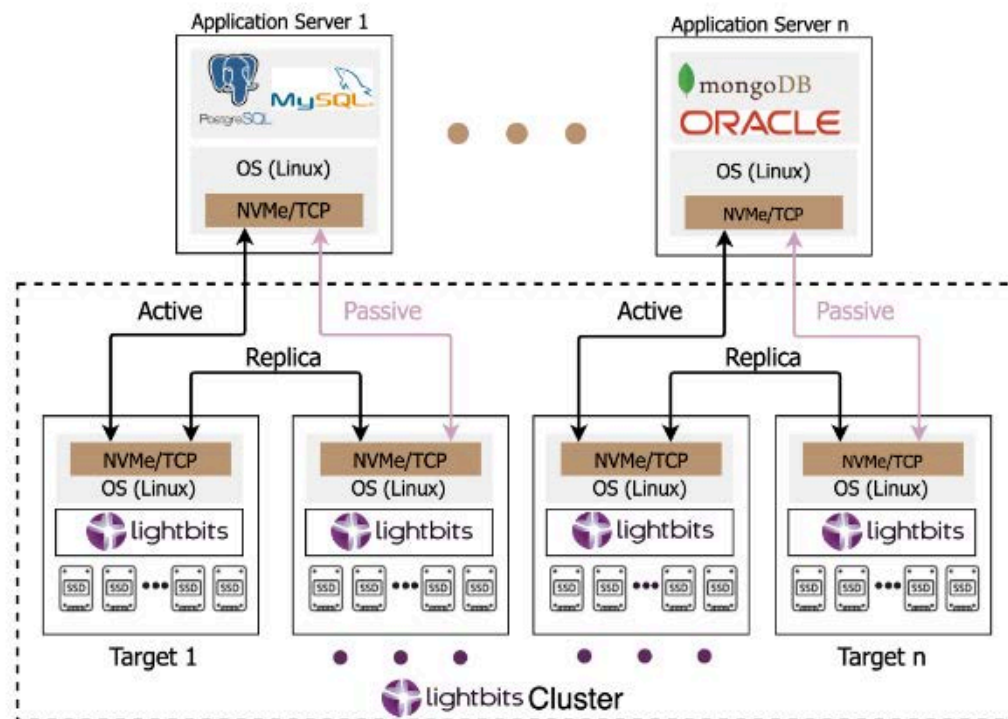 Application Server 1
Application Server n
PostgreSQL
MySQL
mongoDB
ORACLE
OS (Linux)
OS (Linux)
NVMe/TCP
NVMe/TCP
Active
Passive
Active
Passive
Replica
Replica
NVMe/TCP
NVMe/TCP
NVMe/TCP
NVMe/TCP
OS (Linux)
OS (Linux)
OS (Linux)
OS (Linux)
lightbits
lightbits
lightbits
lightbits
SSD SSD SSD SSD
SSD SSD SSD SSD
SSD SSD SSD SSD
SSD SSD SSD SSD
Target 1
Target n
lightbits Cluster